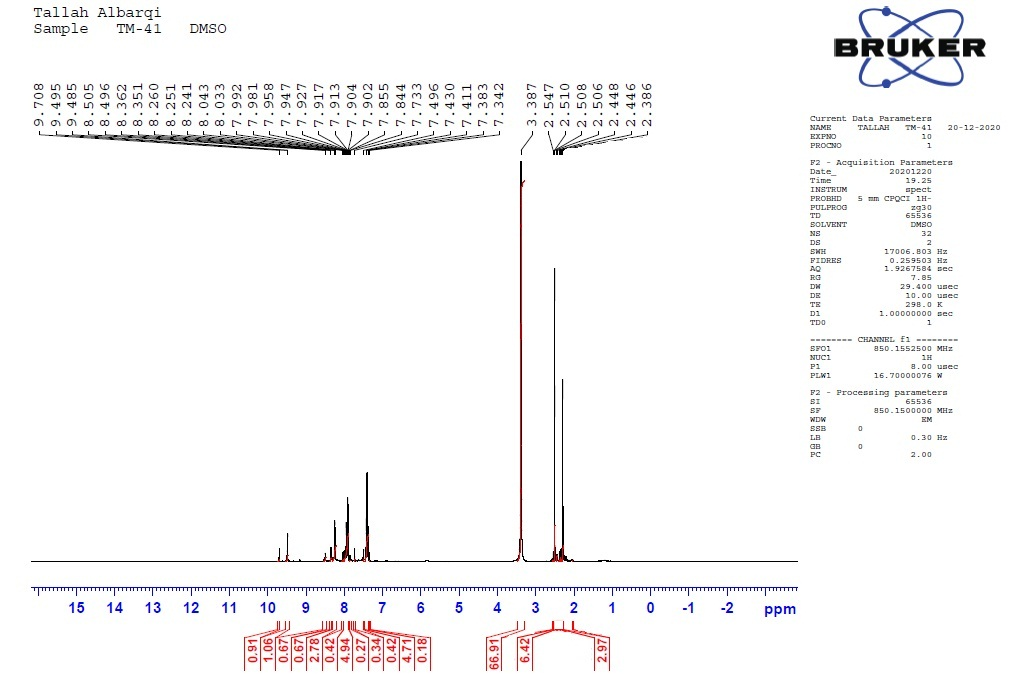 Tallah Albarqi
Sample TM-41 DMSO
BRUKER
9.708
9.495
9.485
8.505
8.496
8.362
8.351
8.260
8.251
8.241
8.043
8.033
7.992
7.981
7.958
7.947
7.927
7.917
7.913
7.904
7.902
7.855
7.844
7.733
7.496
7.430
7.411
7.383
7.342
3.387
2.547
2.510
2.508
2.506
2.448
2.446
2.386
Current Data Parameters
NAME TALLAH TM-41 20-12-2020
EXPNO 10
PROCNO 1
F2 - Acquisition Parameters
Date_ 20201220
Time 19.25
INSTRUM spect
PROBHD 5 mm CPQCI 1H-
PULPROG zg30
TD 65536
SOLVENT DMSO
NS 32
DS 2
SWH 17006.803 Hz
FIDRES 0.259503 Hz
AQ 1.9267584 sec
RG 7.85
DW 29.400 usec
DE 10.00 usec
TE 298.0 K
D1 1.00000000 sec
TD0 1
======== CHANNEL f1 ========
SFO1 850.1552500 MHz
NUC1 1H
P1 8.00 usec
PLW1 16.70000076 W
F2 - Processing parameters
SI 65536
SF 850.1500000 MHz
WDW EM
SSB 0
LB 0.30 Hz
GB 0
PC 2.00
15 14 13 12 11 10 9 8 7 6 5 4 3 2 1 0 -1 -2 ppm
0.91
1.06
0.67
0.67
2.78
0.42
4.94
0.27
0.34
0.42
4.71
0.18
66.91
6.42
2.97